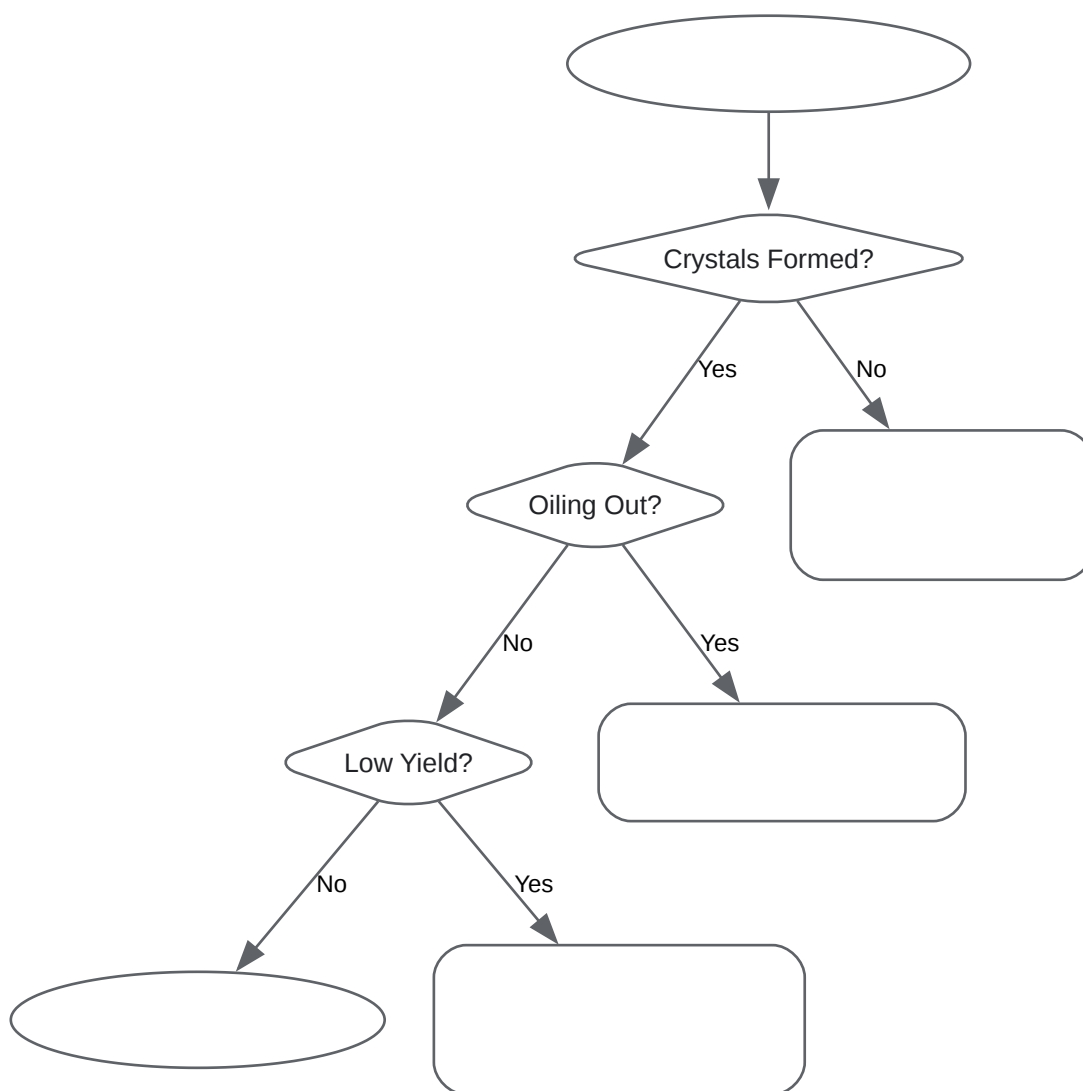 Crystals Formed?
Yes
No
Oiling Out?
No
Yes
Low Yield?
No
Yes